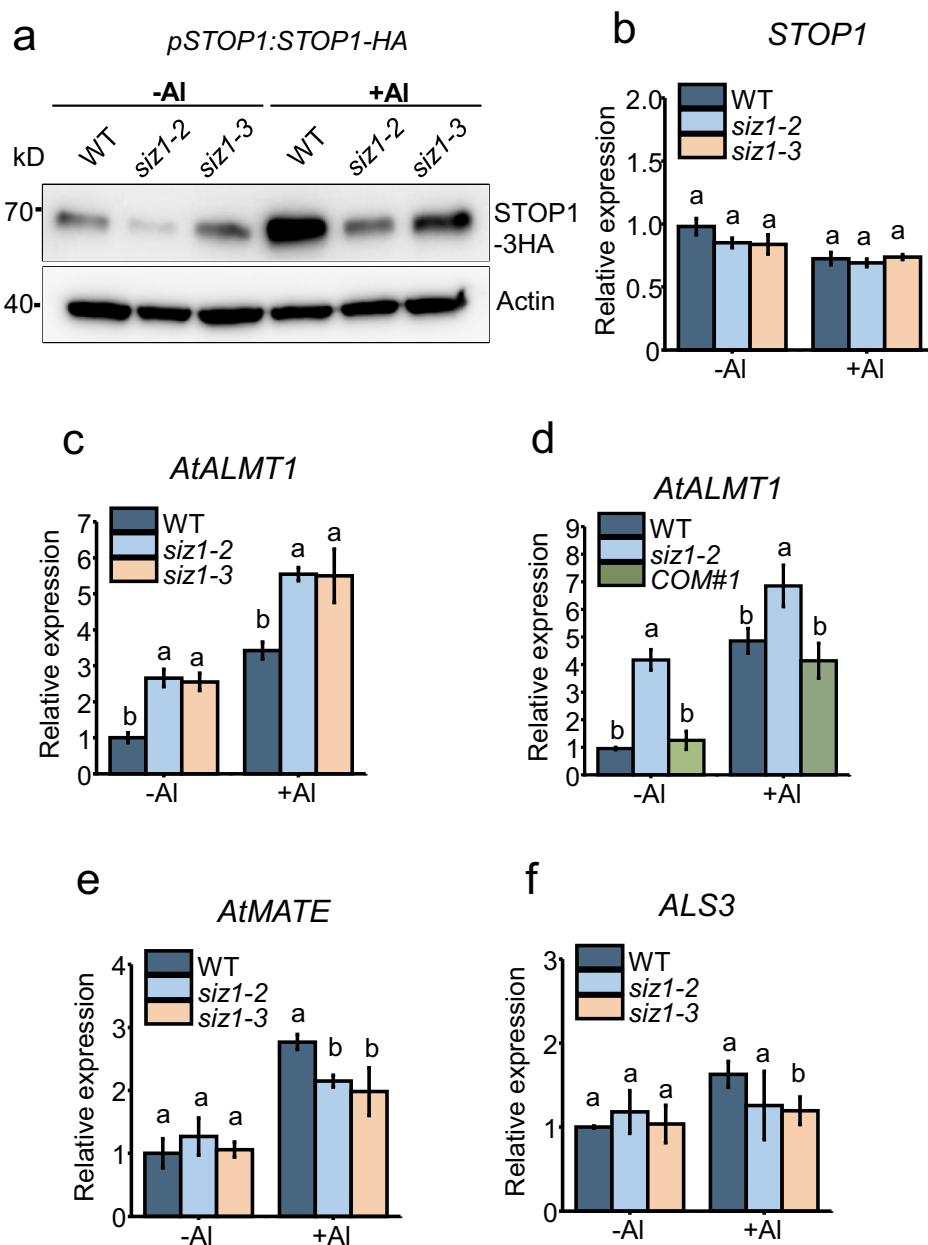 a
pSTOP1:STOP1-HA
-Al
+Al
kD
WT
siz1-2
siz1-3
WT
siz1-2
siz1-3
70-
STOP1
-3HA
40-
Actin
b
STOP1
WT
siz1-2
siz1-3
Relative expression
2.0
1.5
1.0
0.5
0
a
a
a
a
a
a
-Al
+Al
c
AtALMT1
WT
siz1-2
siz1-3
Relative expression
7
6
5
4
3
2
1
0
b
a
a
b
a
a
-Al
+Al
d
AtALMT1
WT
siz1-2
COM#1
Relative expression
9
8
7
6
5
4
3
2
1
0
b
a
b
b
a
b
-Al
+Al
e
AtMATE
WT
siz1-2
siz1-3
Relative expression
4
3
2
1
0
a
a
a
a
b
b
-Al
+Al
f
ALS3
WT
siz1-2
siz1-3
Relative expression
3
2
1
0
a
a
a
a
a
b
-Al
+Al